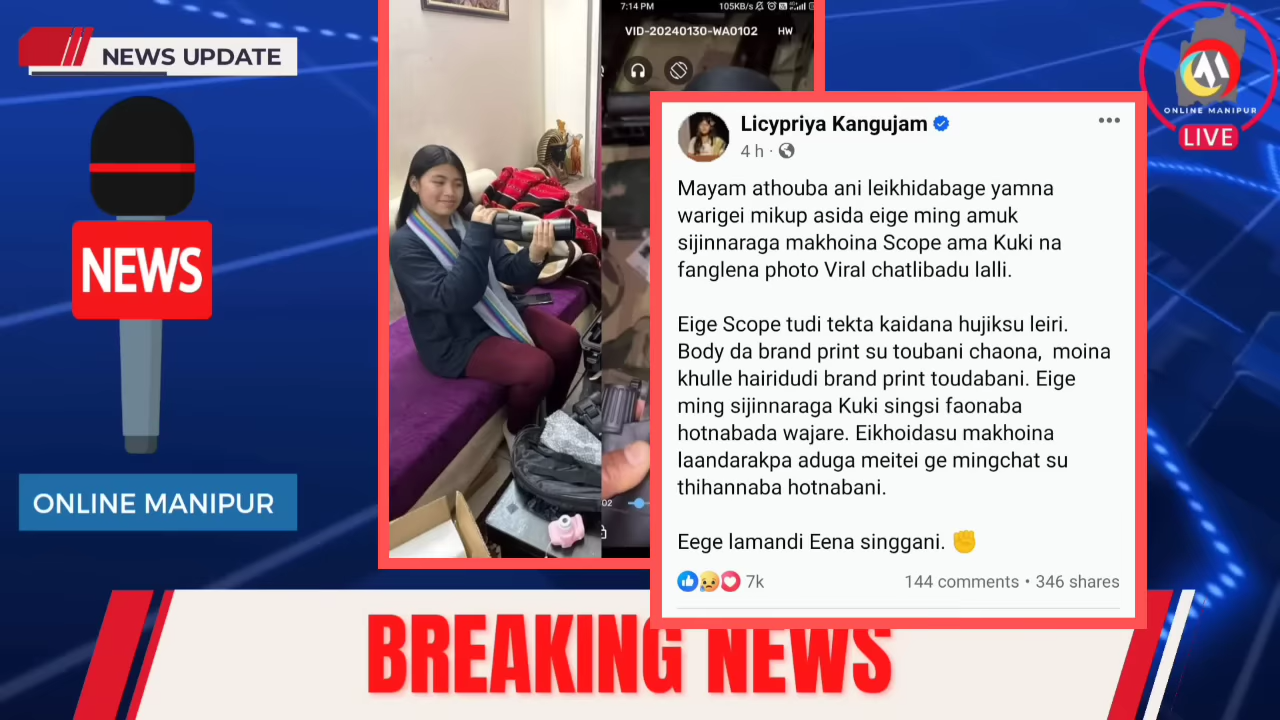 NEWS UPDATE
NEWS
ONLINE MANIPUR
7:14 PM
105KB/s
VID-20240130-WA0102
HW
ONLINE MANIPUR
LIVE
Licypriya Kangujam
4 h
Mayam athouba ani leikhidabage yamna
warigei mikup asida eige ming amuk
sijinnaraga makhoina Scope ama Kuki na
fanglena photo Viral chatlibadu lalli.
Eige Scope tudi tekta kaidana hujiksu leiri.
Body da brand print su toubani chaona, moina
khulle hairidudi brand print toudabani. Eige
ming sijinnaraga Kuki singsi faonaba
hotnabada wajare. Eikhoidasu makhoina
laandarakpa aduga meitei ge mingchat su
thihannaba hotnabani.
Eege lamandi Eena singgani. ✊
7k
144 comments • 346 shares
BREAKING NEWS